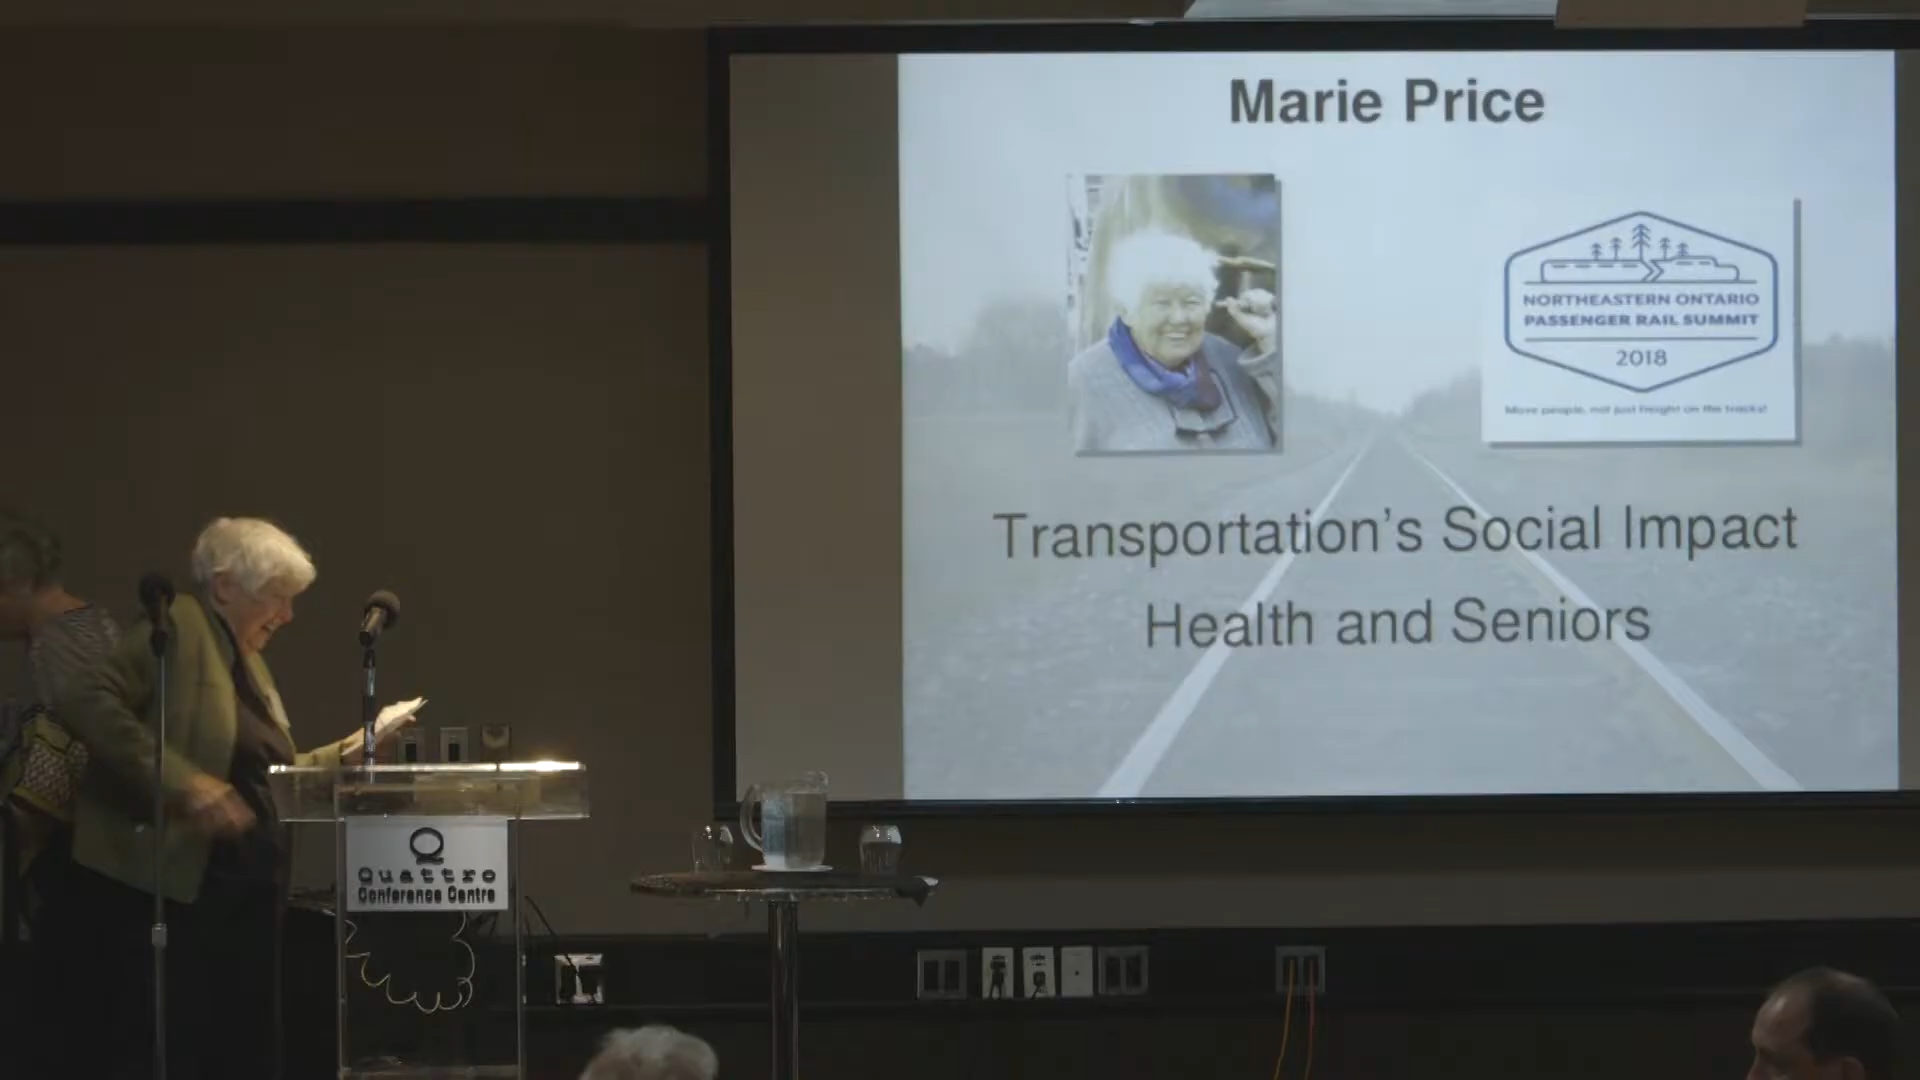 Marie Price
NORTHEASTERN ONTARIO
PASSENGER RAIL SUMMIT
2018
Move people, not just freight on the tracks!
Transportation's Social Impact
Health and Seniors
Q
Quattro
Conference Centre